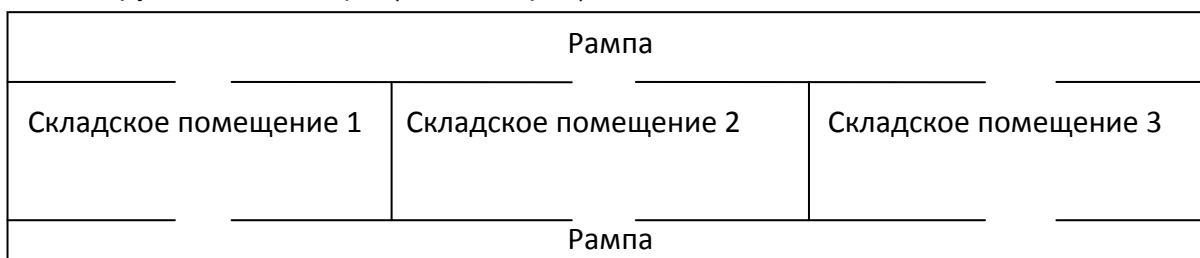 Рампа
Складское помещение 1
Складское помещение 2
Складское помещение 3
Рампа